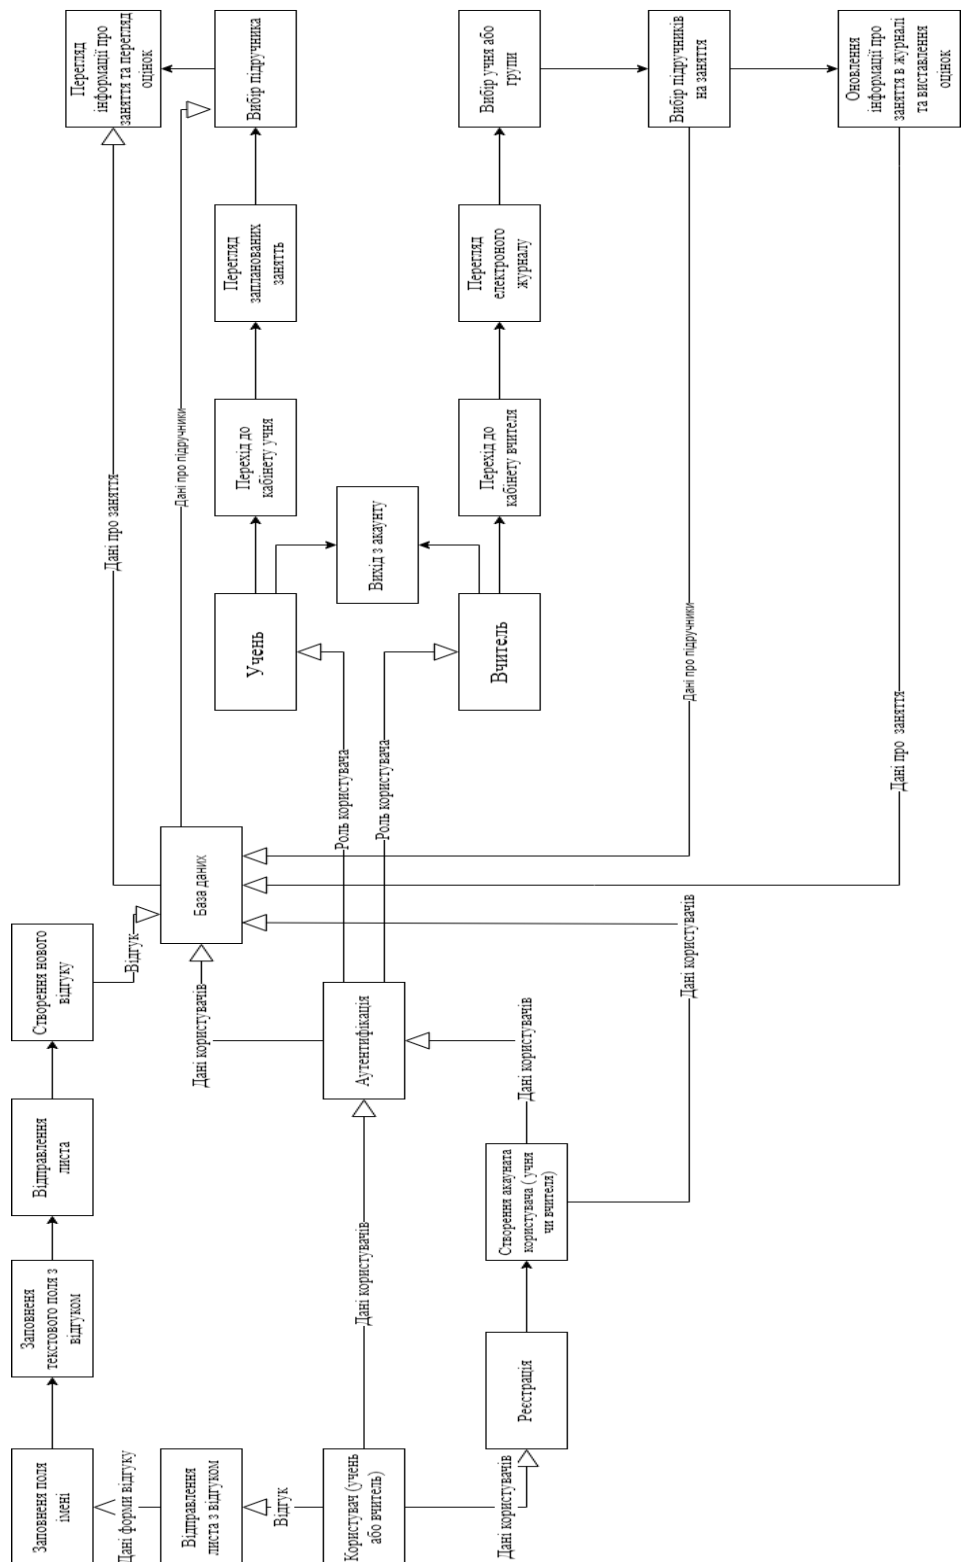 Заповненя поля
імені
Заповненя
текстового поля з
відгуком
Відправлення
листа
Створення нового
відгуку
Перегляд
інформації про
заняття та перегляд
оцінок
Дані форми відгуку
Відгук
Дані про заняття
Дані про підручники
Відправлення
листа з відгуком
Дані користувачів
База даних
Учень
Перехід до
кабінету учня
Перегляд
запланованих
занятть
Вибір підручника
Відгук
Роль користувача
Користувач (учень
або вчитель)
Дані користувачів
Аутентифікація
Вихід з акаунту
Роль користувача
Вчитель
Перехід до
кабінету вчителя
Перегляд
електроного
журналу
Вибір учня або
групи
Дані користувачів
Реєстрація
Створення акауната
користувача ( учня
чи вчителя)
Дані користувачів
Дані користувачів
Дані про підручники
Вибір підручників
на заняття
Дані про заняття
Оновлення
інформації про
заняття в журналі
та виставлення
оцінок